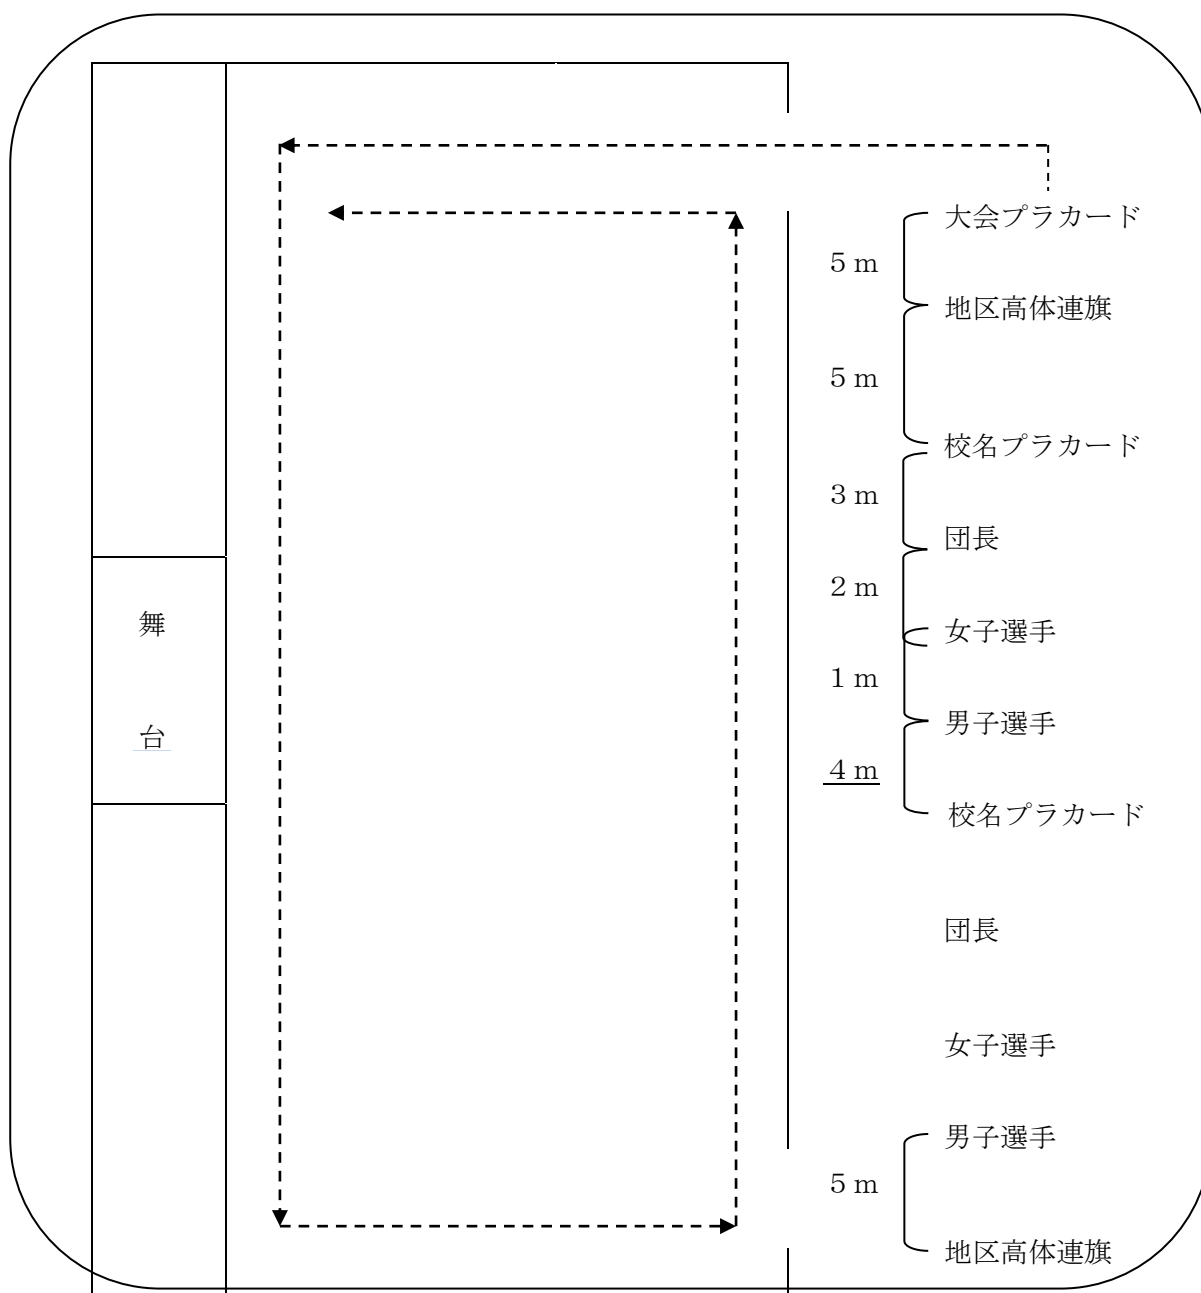 大会プラカード
５ｍ
地区高体連旗
５ｍ
校名プラカード
３ｍ
団長
２ｍ
女子選手
１ｍ
男子選手
４ｍ
校名プラカード
団長
女子選手
男子選手
５ｍ
地区高体連旗
舞
台